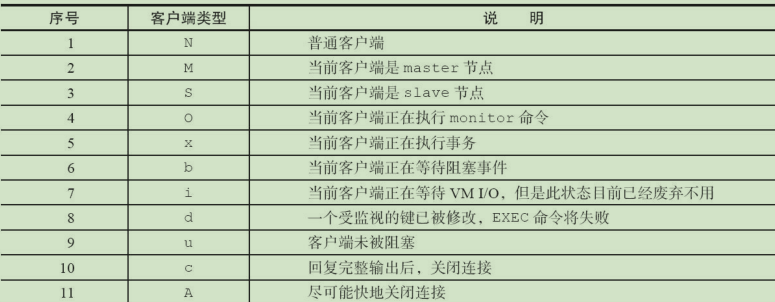 序号 客户端类型 说 明
1 N 普通客户端
2 M 当前客户端是 master 节点
3 S 当前客户端是 slave 节点
4 O 当前客户端正在执行 monitor 命令
5 x 当前客户端正在执行事务
6 b 当前客户端正在等待阻塞事件
7 i 当前客户端正在等待 VM I/O，但是此状态目前已经废弃不用
8 d 一个受监视的键已被修改，EXEC 命令将失败
9 u 客户端未被阻塞
10 c 回复完整输出后，关闭连接
11 A 尽可能快地关闭连接